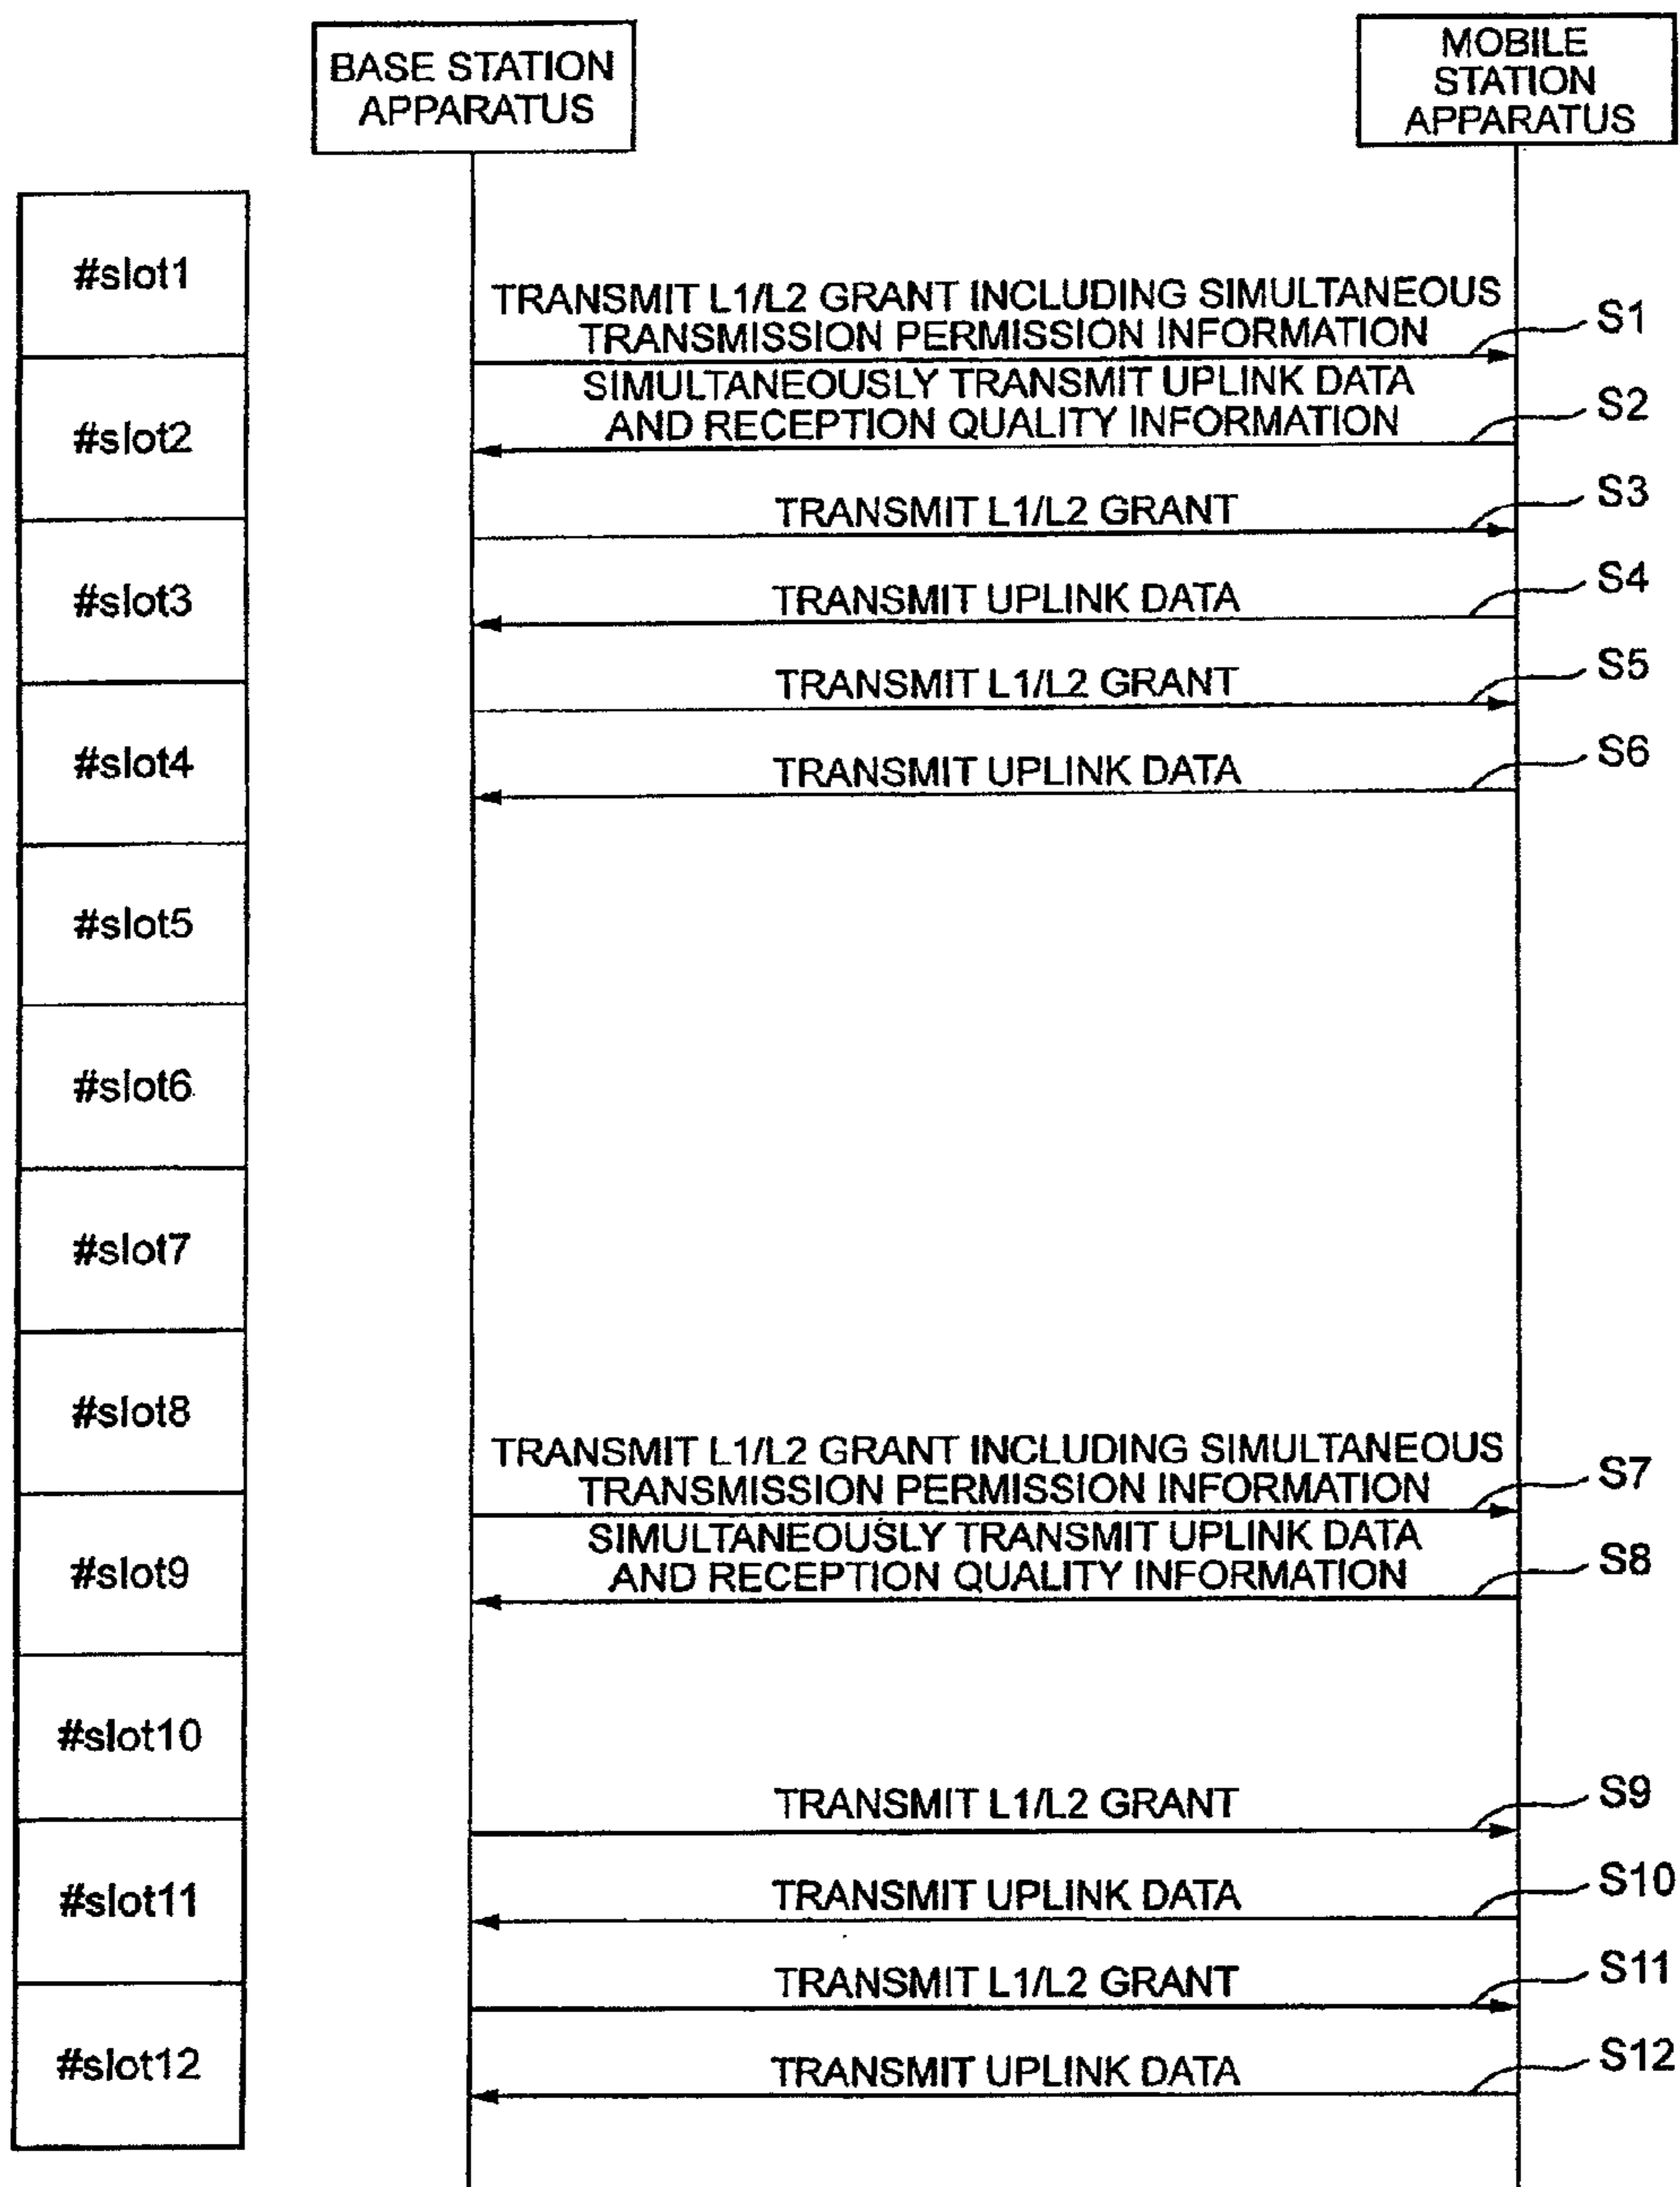 BASE STATION
APPARATUS
MOBILE
STATION
APPARATUS
#slot1
TRANSMIT L1/L2 GRANT INCLUDING SIMULTANEOUS
TRANSMISSION PERMISSION INFORMATION
S1
#slot2
SIMULTANEOUSLY TRANSMIT UPLINK DATA
AND RECEPTION QUALITY INFORMATION
S2
TRANSMIT L1/L2 GRANT
S3
#slot3
TRANSMIT UPLINK DATA
S4
TRANSMIT L1/L2 GRANT
S5
#slot4
TRANSMIT UPLINK DATA
S6
#slot5
#slot6
#slot7
#slot8
TRANSMIT L1/L2 GRANT INCLUDING SIMULTANEOUS
TRANSMISSION PERMISSION INFORMATION
S7
#slot9
SIMULTANEOUSLY TRANSMIT UPLINK DATA
AND RECEPTION QUALITY INFORMATION
S8
#slot10
TRANSMIT L1/L2 GRANT
S9
#slot11
TRANSMIT UPLINK DATA
S10
TRANSMIT L1/L2 GRANT
S11
#slot12
TRANSMIT UPLINK DATA
S12